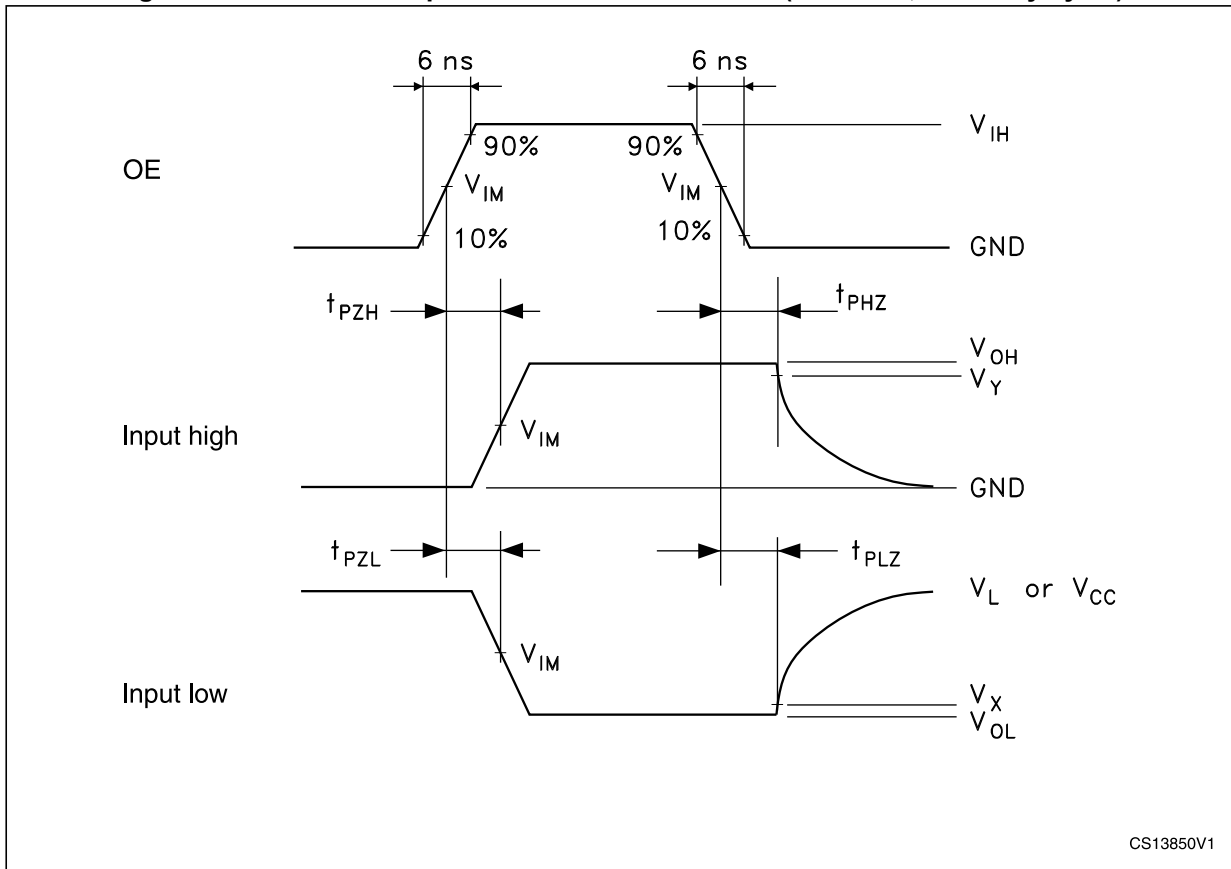 6 ns 6 ns
V_IH
90% 90%
OE
V_IM V_IM
10% 10%
GND
t_PZH t_PHZ
V_OH
V_Y
Input high
V_IM
GND
t_PZL t_PLZ
V_L or V_CC
V_IM
Input low
V_X
V_OL
CS13850V1